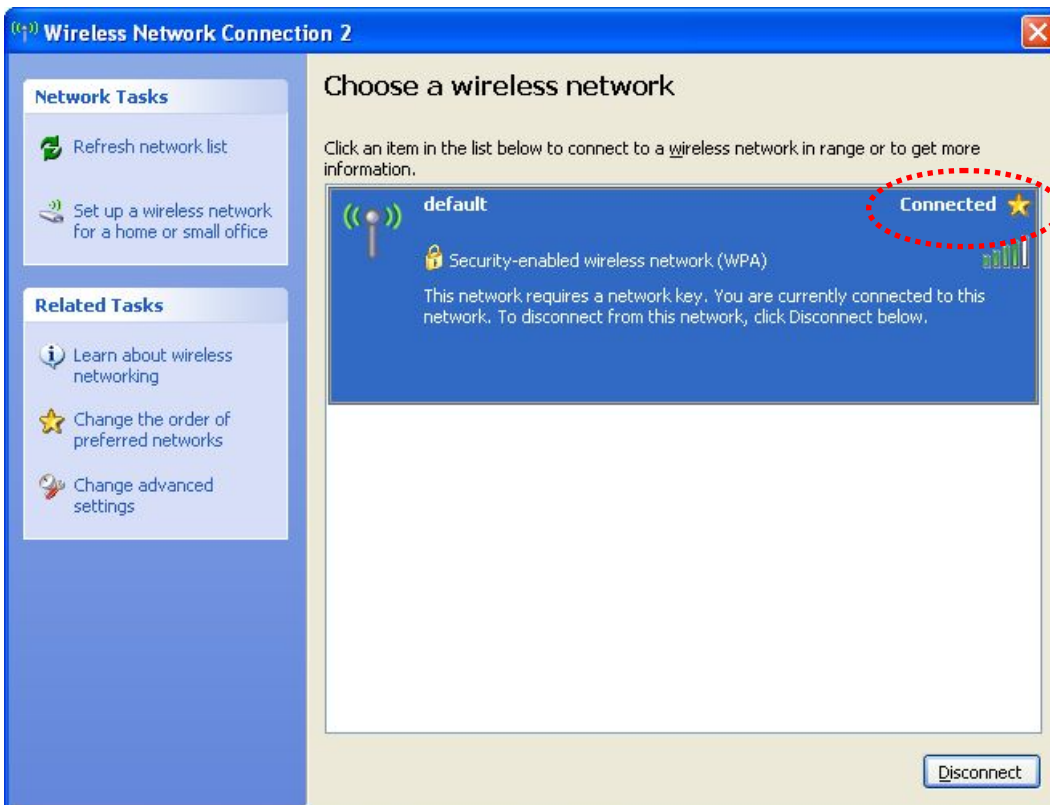 Wireless Network Connection 2
Network Tasks
Refresh network list
Set up a wireless network
for a home or small office
Related Tasks
Learn about wireless
networking
Change the order of
preferred networks
Change advanced
settings
Choose a wireless network
Click an item in the list below to connect to a wireless network in range or to get more
information.
default
Connected
Security-enabled wireless network (WPA)
This network requires a network key. You are currently connected to this
network. To disconnect from this network, click Disconnect below.
Disconnect